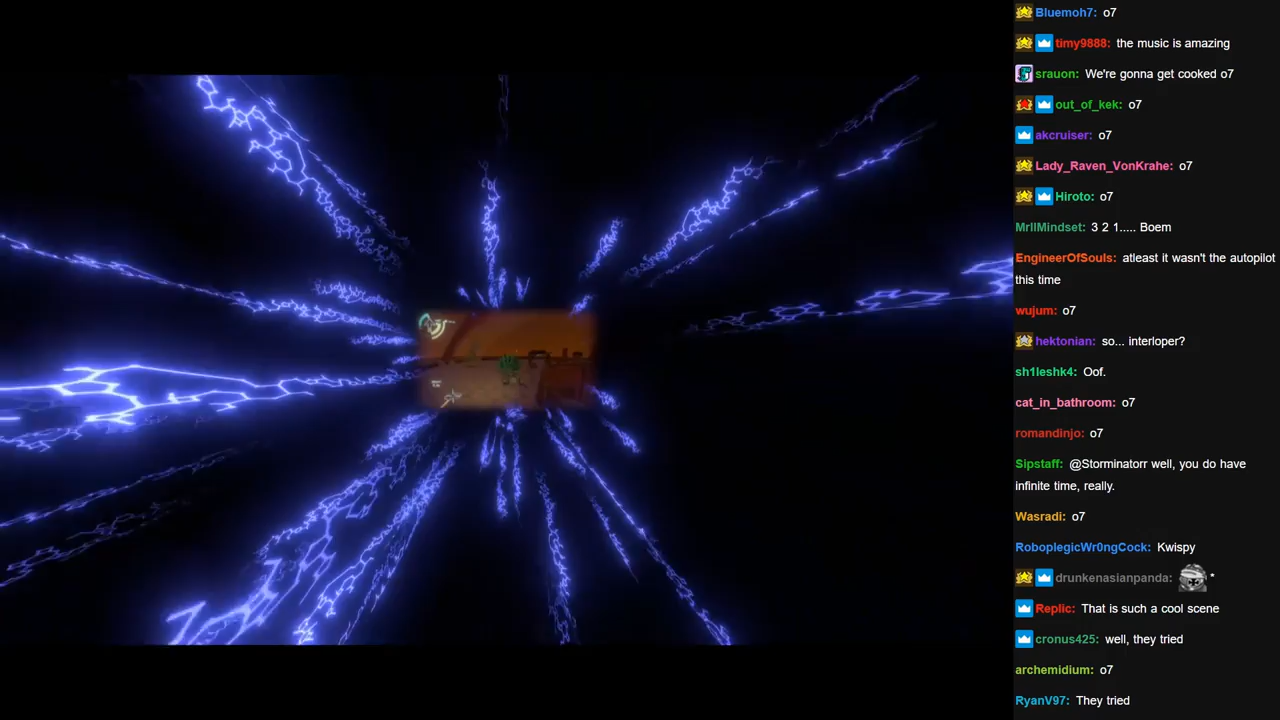 Bluemoh7: o7
timy9888: the music is amazing
srauon: We're gonna get cooked o7
out_of_kek: o7
akcruiser: o7
Lady_Raven_VonKrahe: o7
Hiroto: o7
MrllMindset: 3 2 1..... Boem
EngineerOfSouls: atleast it wasn't the autopilot
this time
wujum: o7
hektonian: so... interloper?
sh1leshk4: Oof.
cat_in_bathroom: o7
romandinjo: o7
Sipstaff: @Storminatorr well, you do have
infinite time, really.
Wasradi: o7
RoboplegicWr0ngCock: Kwispy
drunkenasianpanda: *
Replic: That is such a cool scene
cronus425: well, they tried
archemidium: o7
RyanV97: They tried